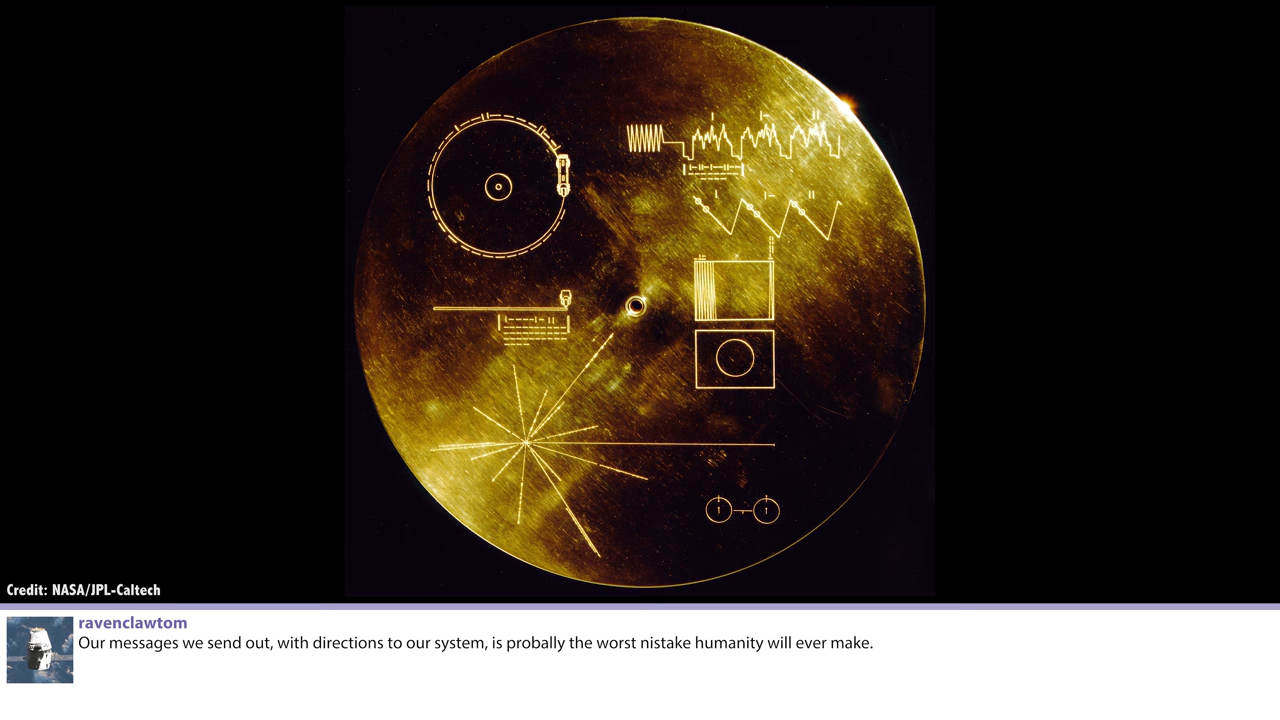 Credit: NASA/JPL-Caltech
ravenclawtom
Our messages we send out, with directions to our system, is probally the worst nistake humanity will ever make.